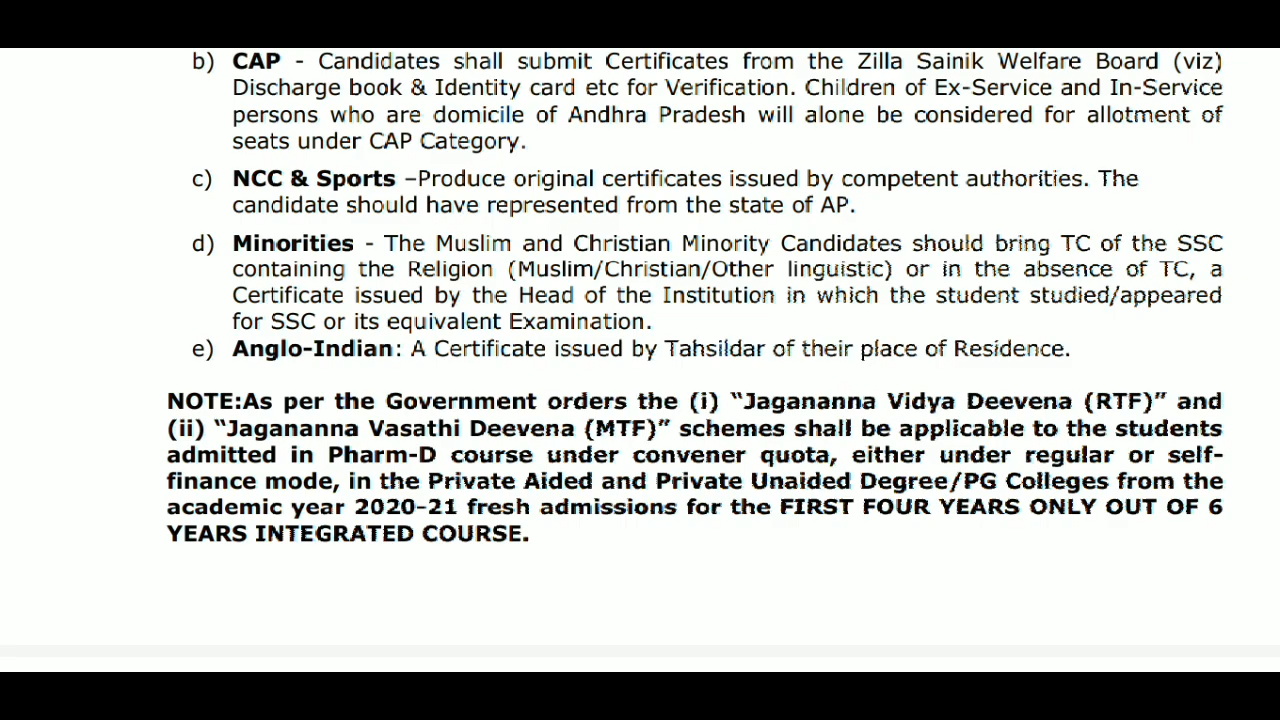 b) CAP - Candidates shall submit Certificates from the Zilla Sainik Welfare Board (viz)
Discharge book & Identity card etc for Verification. Children of Ex-Service and In-Service
persons who are domicile of Andhra Pradesh will alone be considered for allotment of
seats under CAP Category.
c) NCC & Sports –Produce original certificates issued by competent authorities. The
candidate should have represented from the state of AP.
d) Minorities - The Muslim and Christian Minority Candidates should bring TC of the SSC
containing the Religion (Muslim/Christian/Other linguistic) or in the absence of TC, a
Certificate issued by the Head of the Institution in which the student studied/appeared
for SSC or its equivalent Examination.
e) Anglo-Indian: A Certificate issued by Tahsildar of their place of Residence.
NOTE:As per the Government orders the (i) “Jagananna Vidya Deevena (RTF)” and
(ii) “Jagananna Vasathi Deevena (MTF)” schemes shall be applicable to the students
admitted in Pharm-D course under convener quota, either under regular or self-
finance mode, in the Private Aided and Private Unaided Degree/PG Colleges from the
academic year 2020-21 fresh admissions for the FIRST FOUR YEARS ONLY OUT OF 6
YEARS INTEGRATED COURSE.